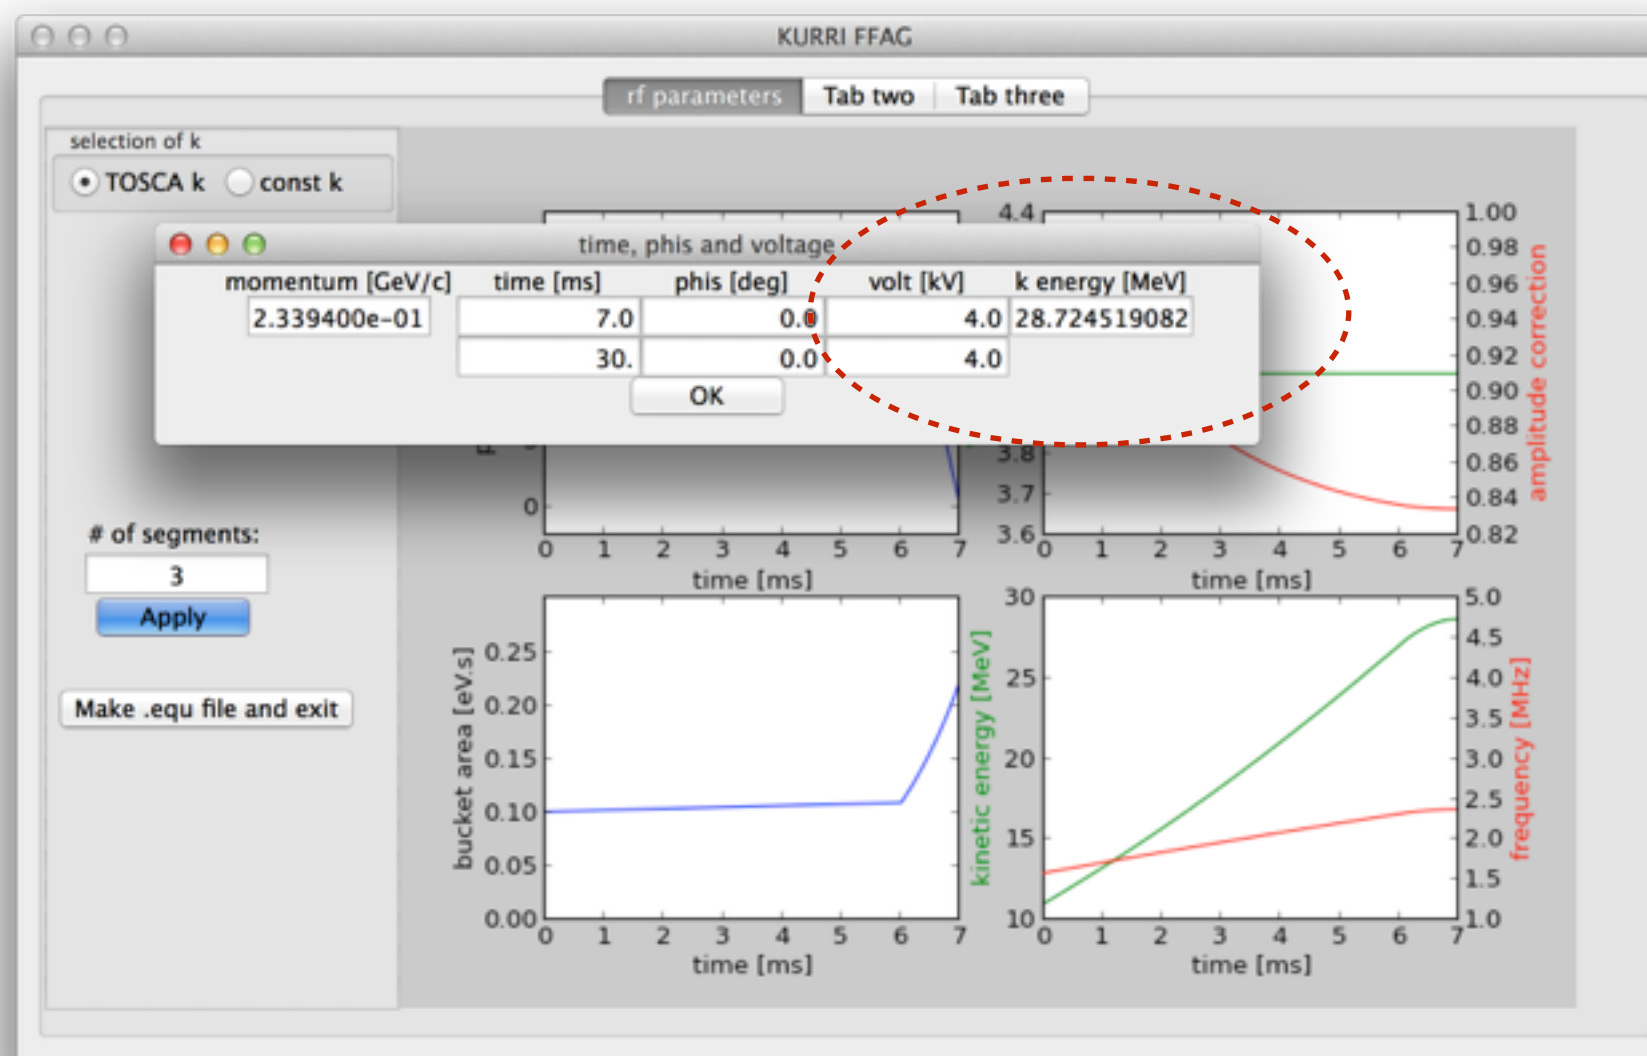 KURRI FFAG
rf parameters Tab two Tab three
selection of k
TOSCA k const k
time, phis and voltage
momentum [GeV/c] time [ms] phis [deg] volt [kV] k energy [MeV]
2.339400e-01 7.0 0.0 4.0 28.724519082
30. 0.0 4.0
OK
# of segments:
3
Apply
Make .equ file and exit
0
0 1 2 3 4 5 6 7
time [ms]
4.4
3.8
3.7
3.6
0 1 2 3 4 5 6 7
time [ms]
1.00
0.98
0.96
0.94
0.92
0.90
0.88
0.86
0.84
0.82
amplitude correction
bucket area [eV.s]
0.25
0.20
0.15
0.10
0.05
0.00
0 1 2 3 4 5 6 7
time [ms]
kinetic energy [MeV]
30
25
20
15
10
0 1 2 3 4 5 6 7
time [ms]
5.0
4.5
4.0
3.5
3.0
2.5
2.0
1.5
1.0
frequency [MHz]